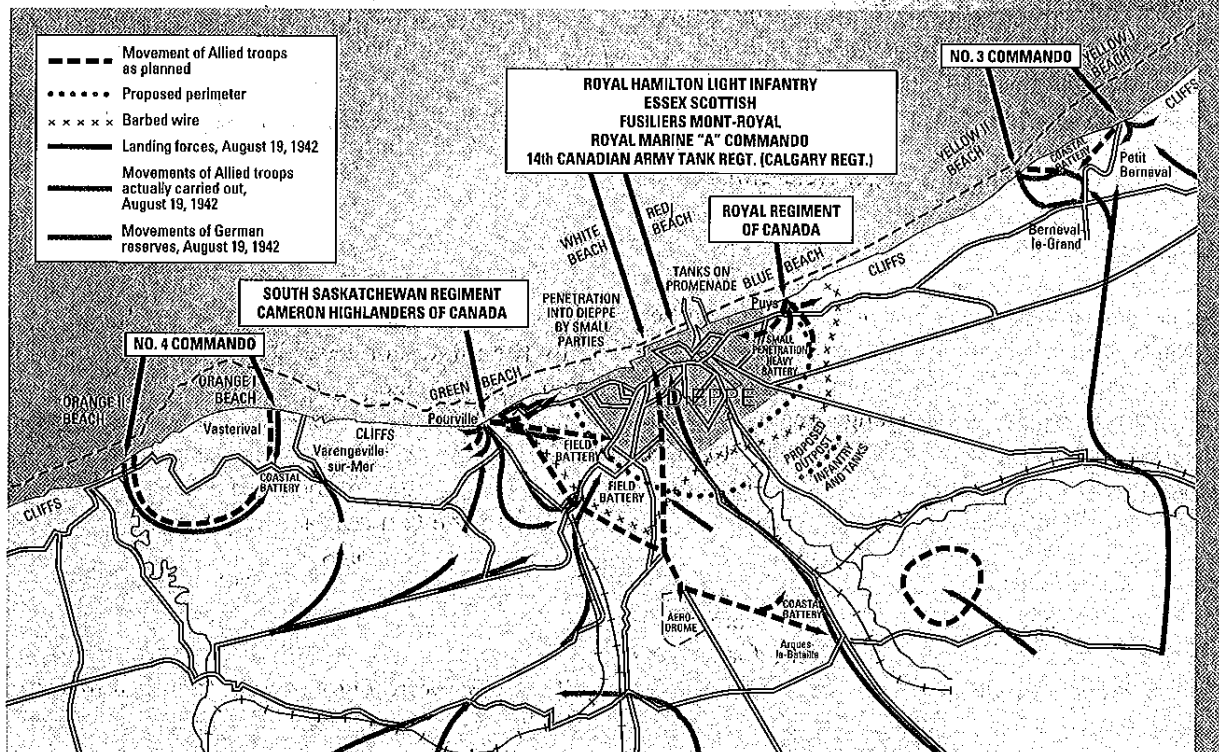 Movement of Allied troops
as planned
Proposed perimeter
Barbed wire
Landing forces, August 19, 1942
Movements of Allied troops
actually carried out,
August 19, 1942
Movements of German
reserves, August 19, 1942
NO. 3 COMMANDO
YELLOW I
BEACH
CLIFFS
YELLOW II
BEACH
COASTAL
BATTERY
Petit
Berneval
Berneval
-le-Grand
ROYAL HAMILTON LIGHT INFANTRY
ESSEX SCOTTISH
FUSILIERS MONT-ROYAL
ROYAL MARINE "A" COMMANDO
14th CANADIAN ARMY TANK REGT. (CALGARY REGT.)
ROYAL REGIMENT
OF CANADA
WHITE
BEACH
RED
BEACH
TANKS ON
PROMENADE
BLUE BEACH
CLIFFS
Puys
SMALL
PENETRATION
HEAVY
BATTERY
SOUTH SASKATCHEWAN REGIMENT
CAMERON HIGHLANDERS OF CANADA
PENETRATION
INTO DIEPPE
BY SMALL
PARTIES
NO. 4 COMMANDO
ORANGE II
BEACH
ORANGE I
BEACH
GREEN BEACH
Vasterival
CLIFFS
Varengeville
-sur-Mer
Pourville
DIEPPE
FIELD
BATTERY
FIELD
BATTERY
COASTAL
BATTERY
CLIFFS
PROPOSED
OUTPOST
INFANTRY
AND TANKS
AERO-
DROME
COASTAL
BATTERY
Arques-
la-Bataille